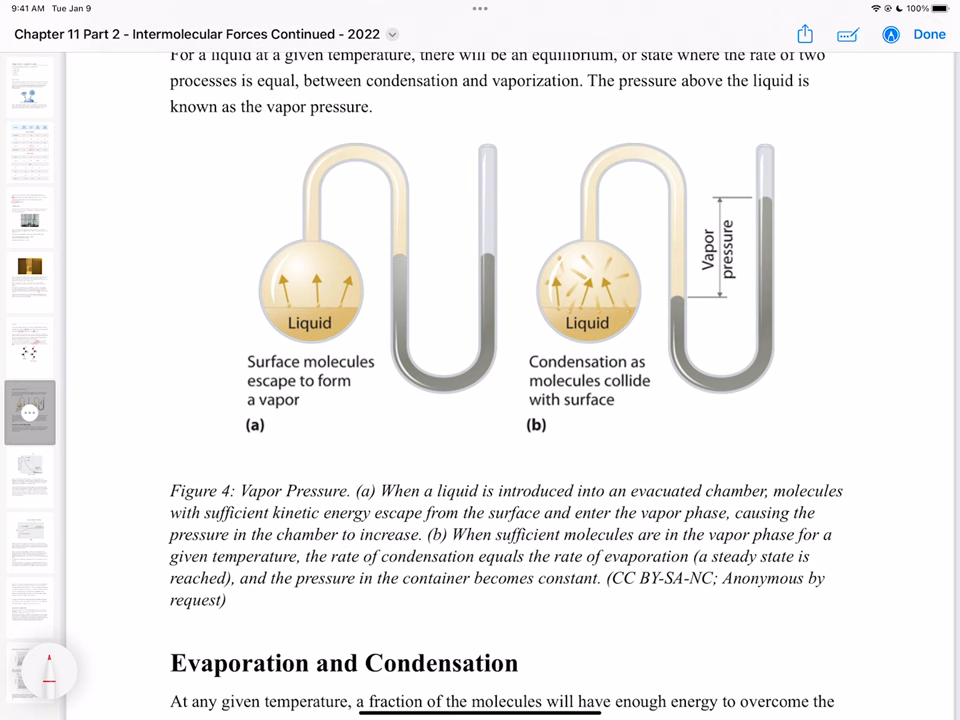 9:41 AM Tue Jan 9
100%
Chapter 11 Part 2 - Intermolecular Forces Continued - 2022
Done
For a liquid at a given temperature, there will be an equilibrium, or state where the rate of two
processes is equal, between condensation and vaporization. The pressure above the liquid is
known as the vapor pressure.
Liquid
Surface molecules
escape to form
a vapor
(a)
Vapor
pressure
Liquid
Condensation as
molecules collide
with surface
(b)
Figure 4: Vapor Pressure. (a) When a liquid is introduced into an evacuated chamber, molecules
with sufficient kinetic energy escape from the surface and enter the vapor phase, causing the
pressure in the chamber to increase. (b) When sufficient molecules are in the vapor phase for a
given temperature, the rate of condensation equals the rate of evaporation (a steady state is
reached), and the pressure in the container becomes constant. (CC BY-SA-NC; Anonymous by
request)
Evaporation and Condensation
At any given temperature, a fraction of the molecules will have enough energy to overcome the